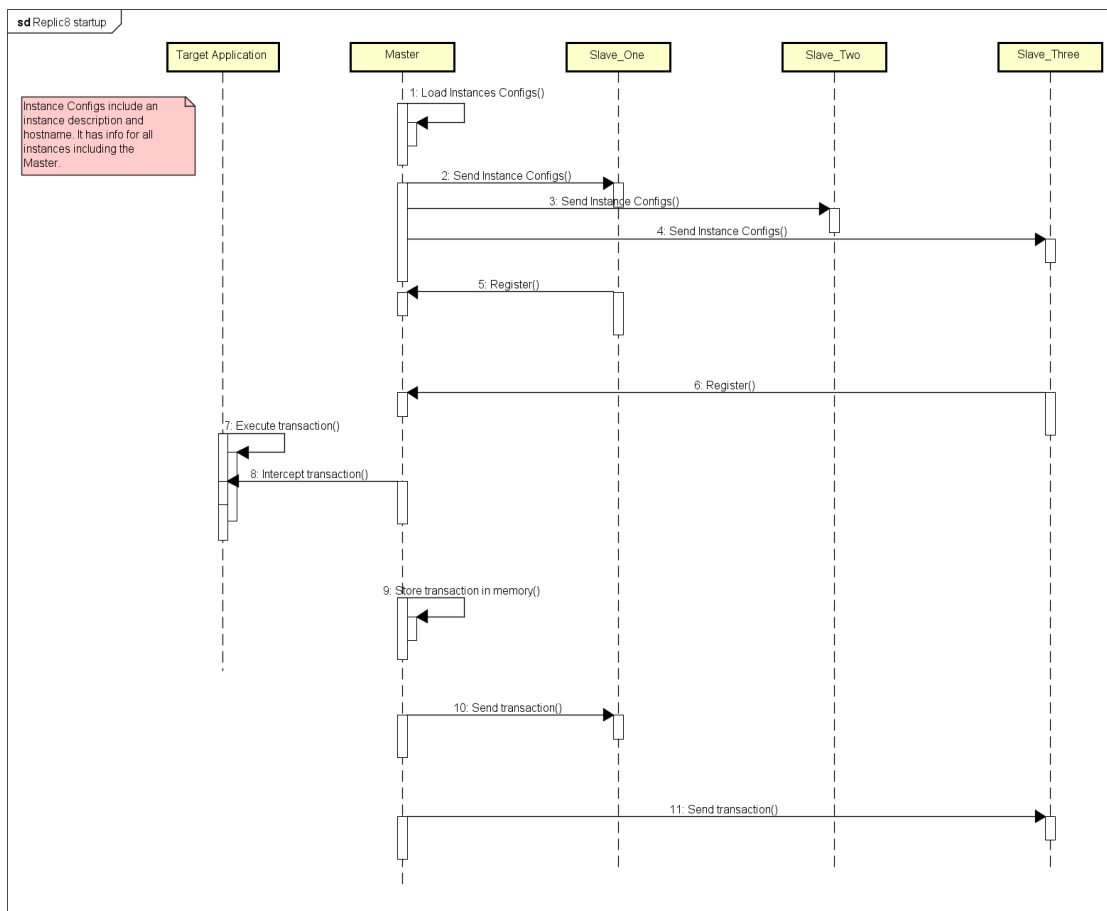 sd Replic8 startup
Target Application
Master
Slave_One
Slave_Two
Slave_Three
Instance Configs include an
instance description and
hostname. It has info for all
instances including the
Master.
1: Load Instances Configs()
2: Send Instance Configs()
3: Send Instance Configs()
4: Send Instance Configs()
5: Register()
6: Register()
7: Execute transaction()
8: Intercept transaction()
9: Store transaction in memory()
10: Send transaction()
11: Send transaction()